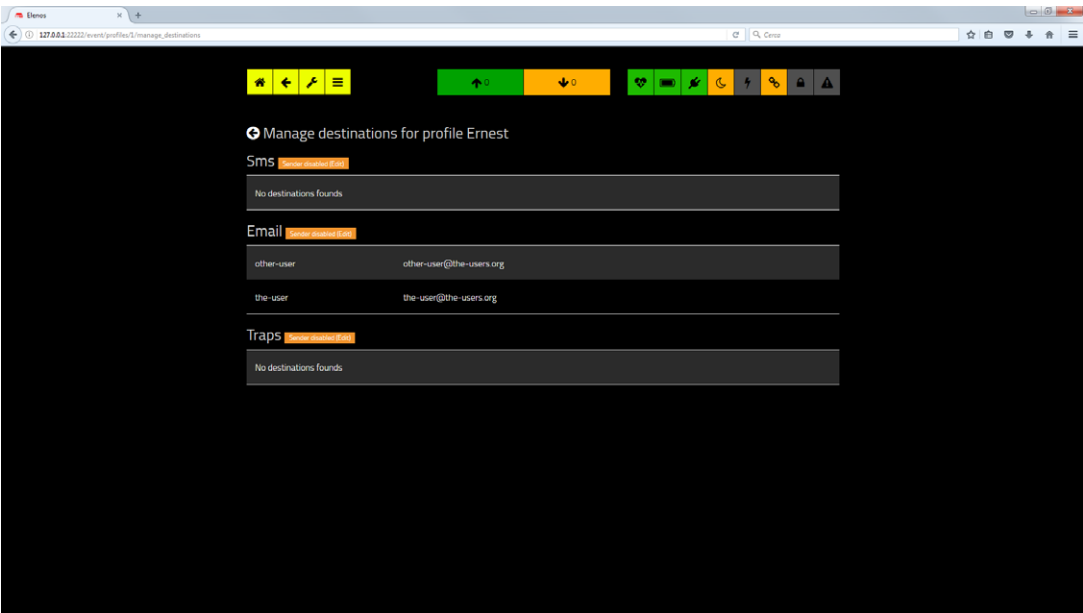 Elenos
127.0.0.1:22222/event/profiles/1/manage_destinations
Cerca
0
0
Manage destinations for profile Ernest
Sms Sender disabled (Edit)
No destinations founds
Email Sender disabled (Edit)
other-user other-user@the-users.org
the-user the-user@the-users.org
Traps Sender disabled (Edit)
No destinations founds